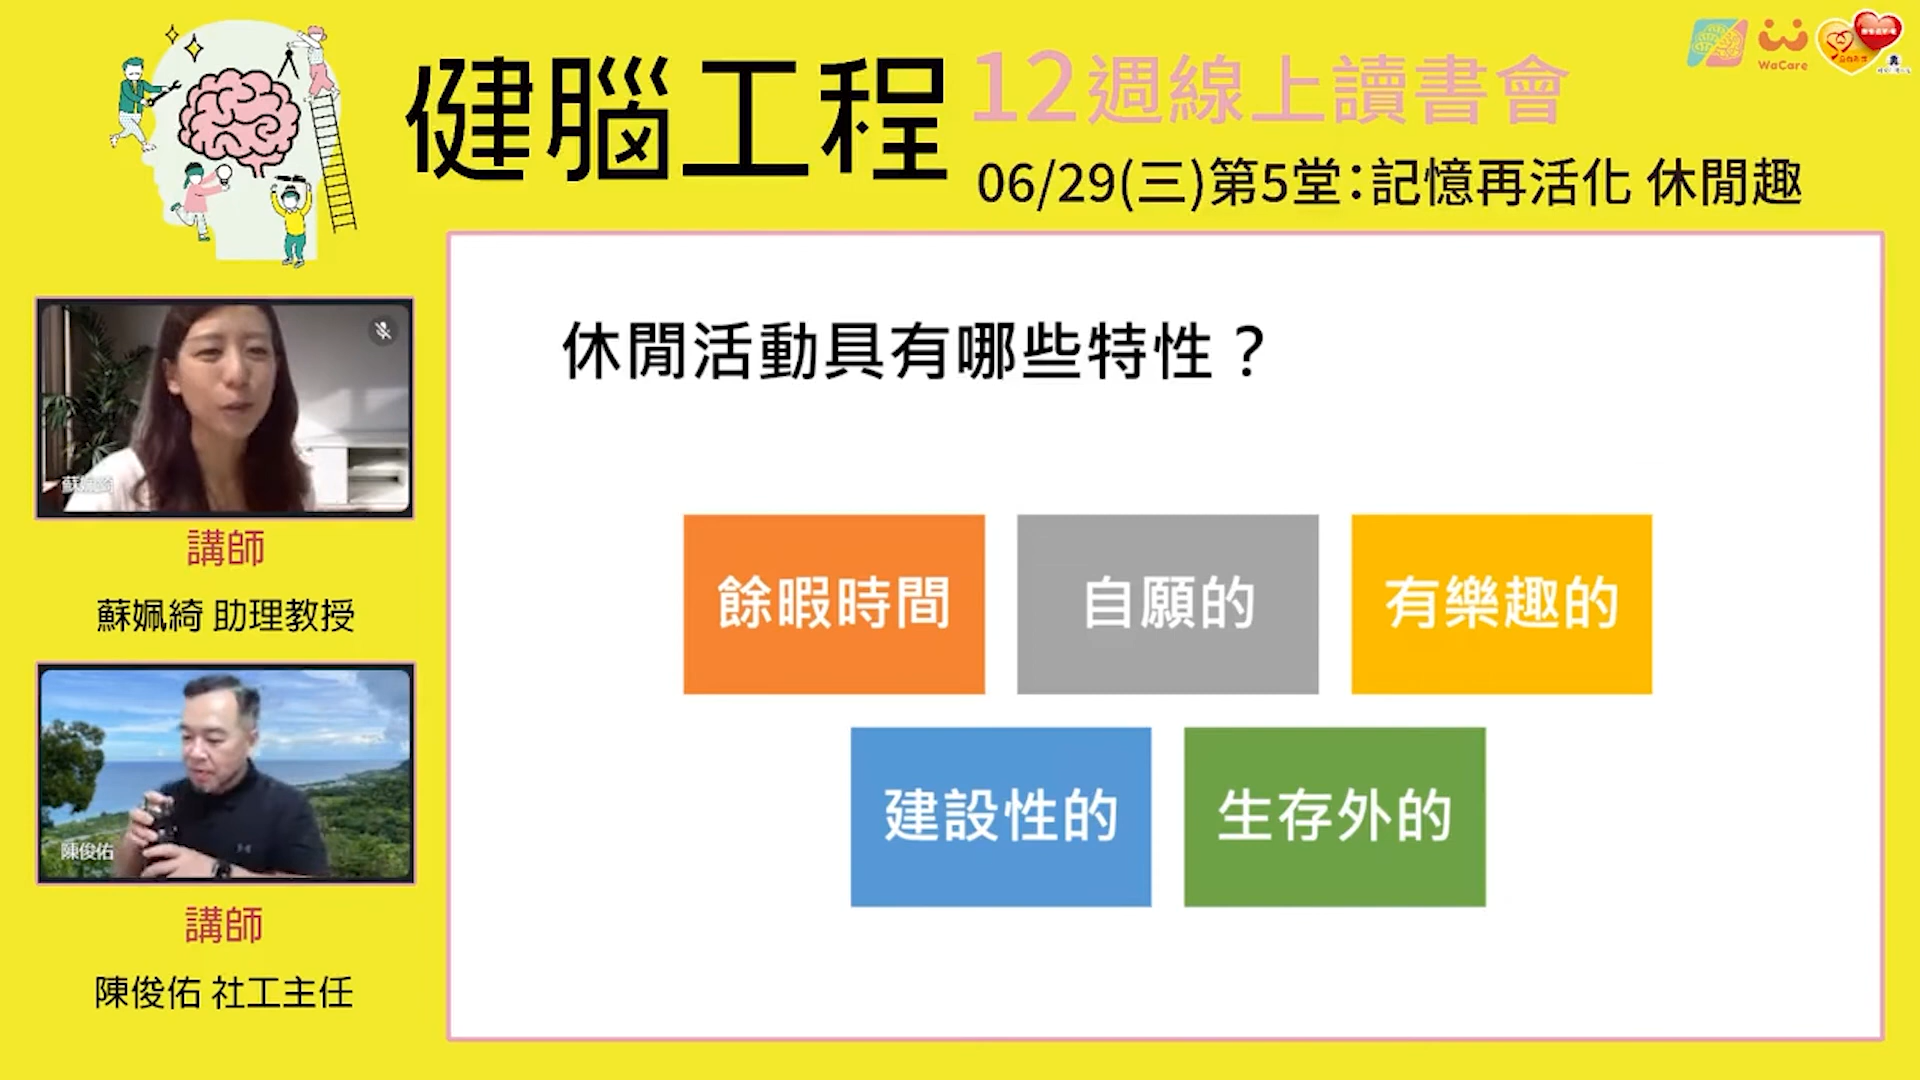 健腦工程
12週線上讀書會
06/29(三)第5堂：記憶再活化 休閒趣
WaCare
講師
蘇姵綺 助理教授
陳俊佑
講師
陳俊佑 社工主任
休閒活動具有哪些特性？
餘暇時間
自願的
有樂趣的
建設性的
生存外的